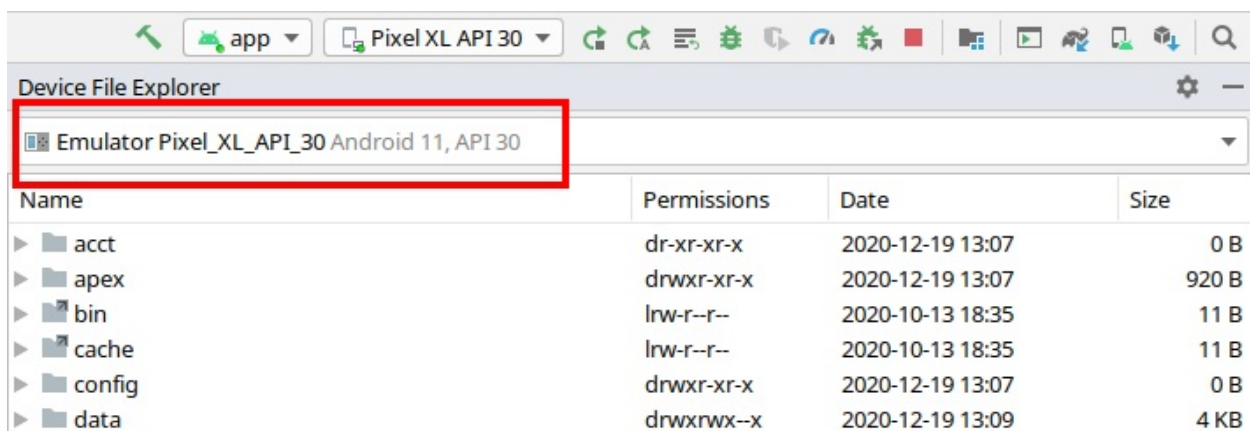 app Pixel XL API 30
Device File Explorer
Emulator Pixel_XL_API_30 Android 11, API 30
Name Permissions Date Size
acct dr-xr-xr-x 2020-12-19 13:07 0 B
apex drwxr-xr-x 2020-12-19 13:07 920 B
bin lrw-r--r-- 2020-10-13 18:35 11 B
cache lrw-r--r-- 2020-10-13 18:35 11 B
config drwxr-xr-x 2020-12-19 13:07 0 B
data drwxrwx--x 2020-12-19 13:09 4 KB